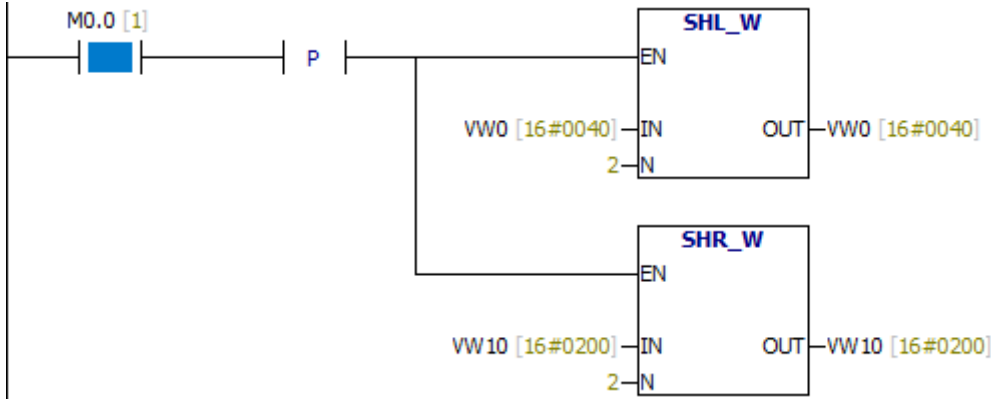 M0.0 [1]
P
SHL_W
EN
VW0 [16#0040] IN OUT VW0 [16#0040]
2 N
SHR_W
EN
VW10 [16#0200] IN OUT VW10 [16#0200]
2 N